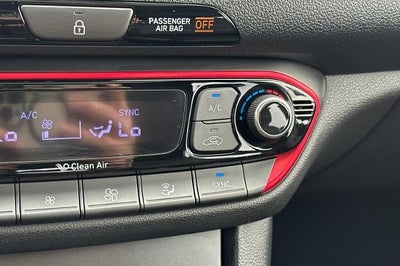 PASSENGER
AIR BAG OFF
A/C SYNC
Lo Lo
A/C
Clean Air
SYNC